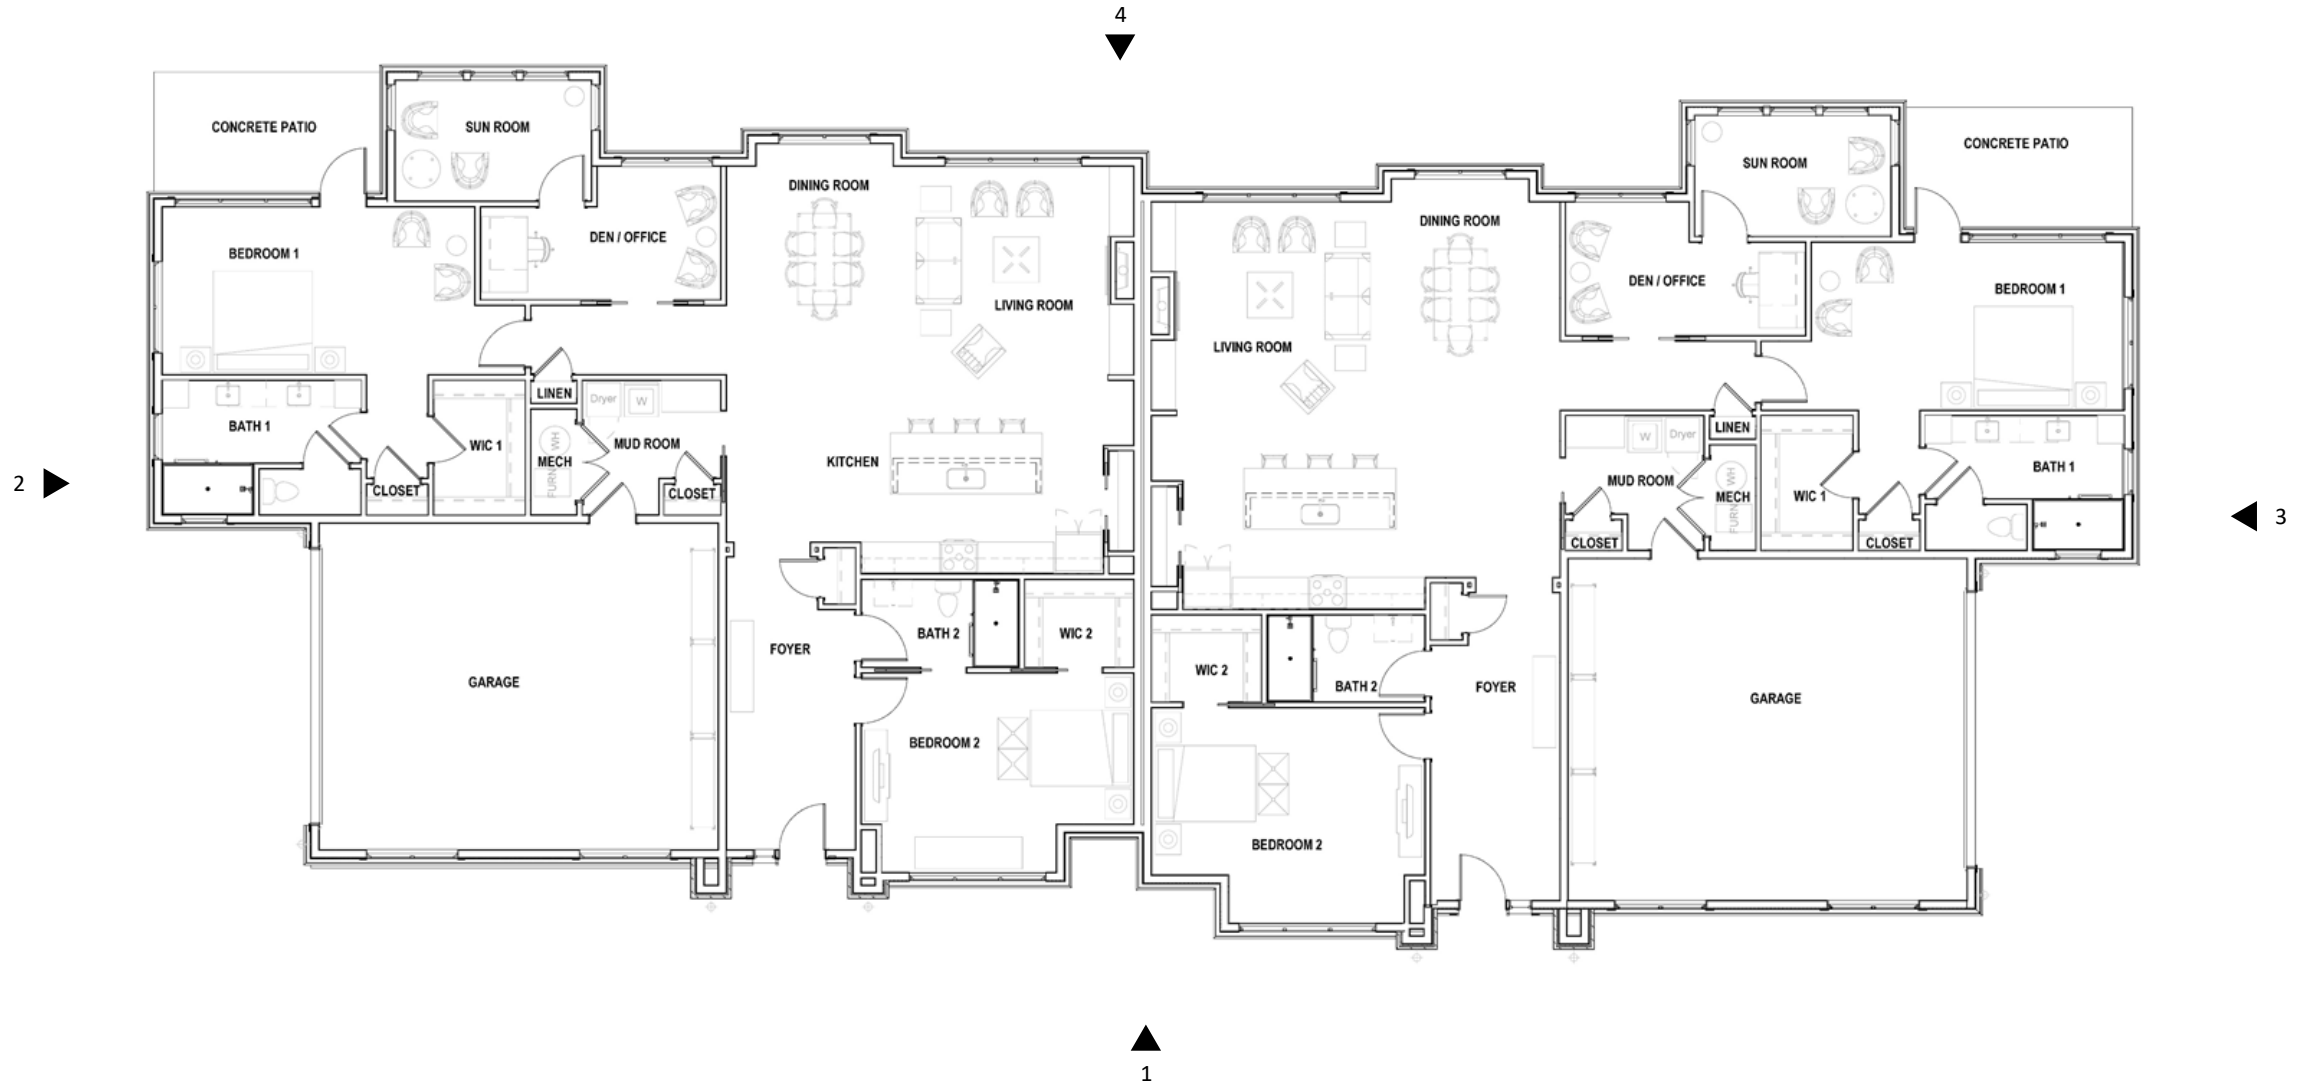 4
CONCRETE PATIO
SUN ROOM
DINING ROOM
DEN / OFFICE
BEDROOM 1
LIVING ROOM
LINEN
Dryer
W
BATH 1
WIC 1
MECH
WH
FURN
MUD ROOM
CLOSET
CLOSET
KITCHEN
2
GARAGE
FOYER
BATH 2
WIC 2
BEDROOM 2
CONCRETE PATIO
SUN ROOM
DINING ROOM
DEN / OFFICE
BEDROOM 1
LIVING ROOM
LINEN
W
Dryer
MUD ROOM
WH
FURN
MECH
WIC 1
BATH 1
CLOSET
CLOSET
3
WIC 2
BATH 2
FOYER
GARAGE
BEDROOM 2
1